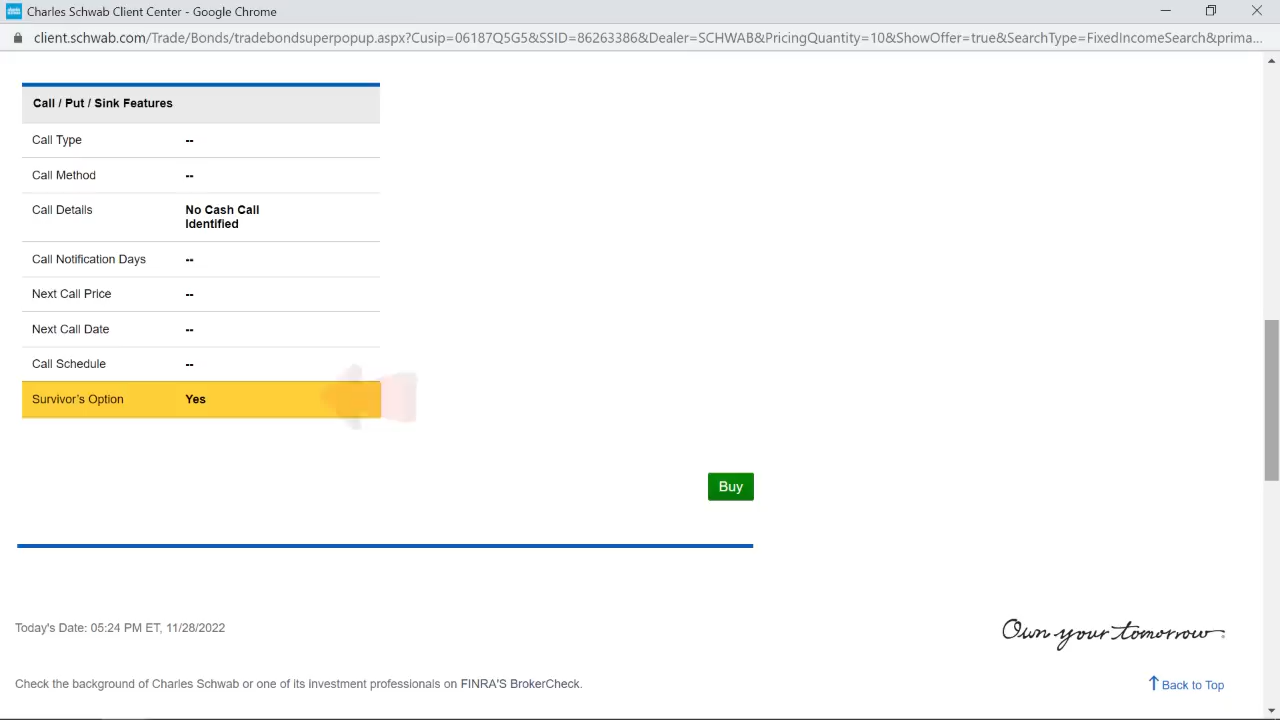 Charles Schwab Client Center - Google Chrome
client.schwab.com/Trade/Bonds/tradebondsuperpopup.aspx?Cusip=06187Q5G5&SSID=86263386&Dealer=SCHWAB&PricingQuantity=10&ShowOffer=true&SearchType=FixedIncomeSearch&prima...
Call / Put / Sink Features
Call Type --
Call Method --
Call Details No Cash Call
Identified
Call Notification Days --
Next Call Price --
Next Call Date --
Call Schedule --
Survivor's Option Yes
Buy
Today's Date: 05:24 PM ET, 11/28/2022
Own your tomorrow.
Check the background of Charles Schwab or one of its investment professionals on FINRA'S BrokerCheck.
Back to Top